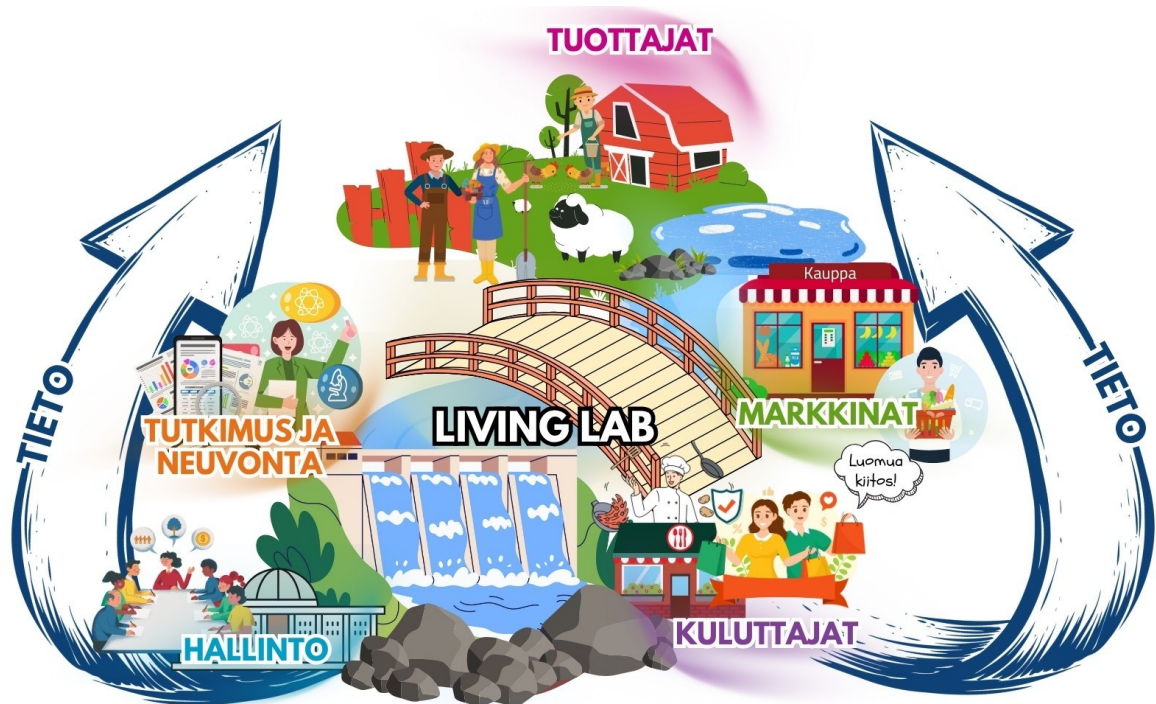 TUOTTAJAT
Kauppa
TIETO
TIETO
MARKKINAT
LIVING LAB
TUTKIMUS JA
NEUVONTA
Luomua
kiitos!
KULUTTAJAT
HALLINTO